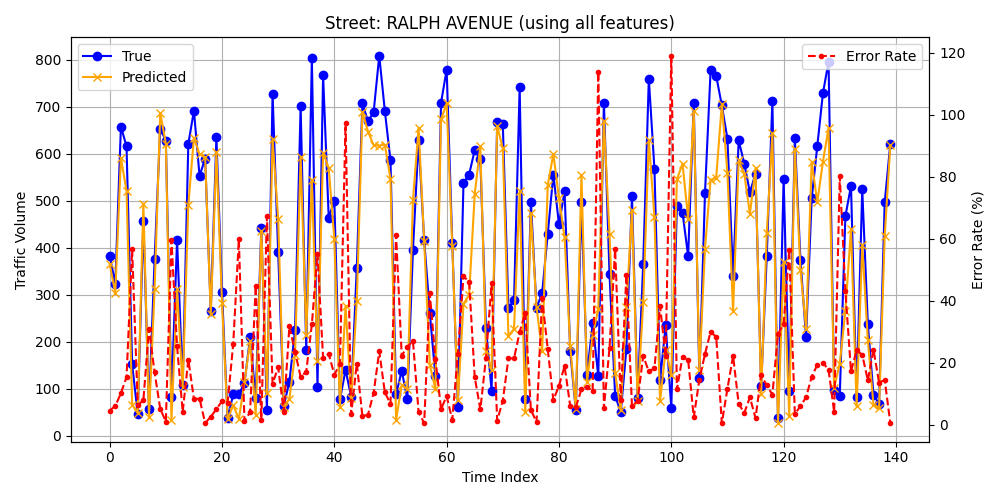 Street: RALPH AVENUE (using all features)
True
Predicted
Error Rate
Traffic Volume
800
700
600
500
400
300
200
100
0
Error Rate (%)
120
100
80
60
40
20
0
0 20 40 60 80 100 120 140
Time Index